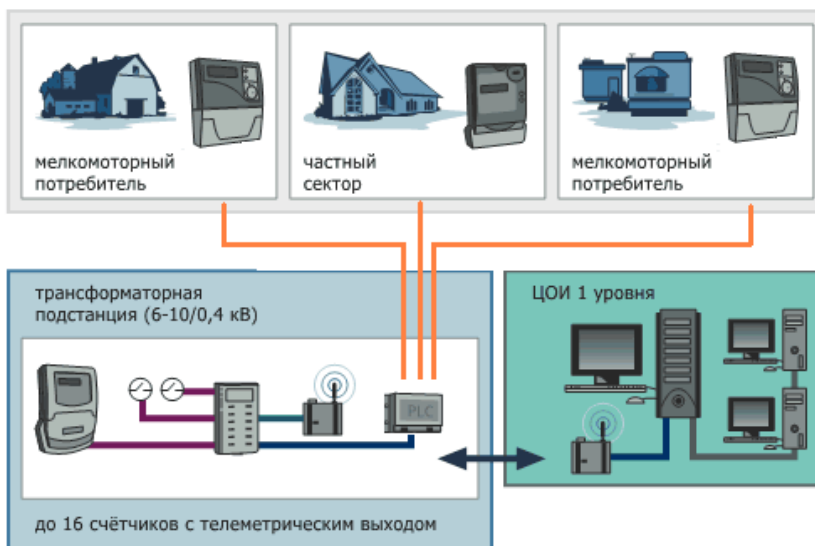 мелкомоторный
потребитель
частный
сектор
мелкомоторный
потребитель
трансформаторная
подстанция (6-10/0,4 кВ)
ЦОИ 1 уровня
PLC
до 16 счётчиков с телеметрическим выходом